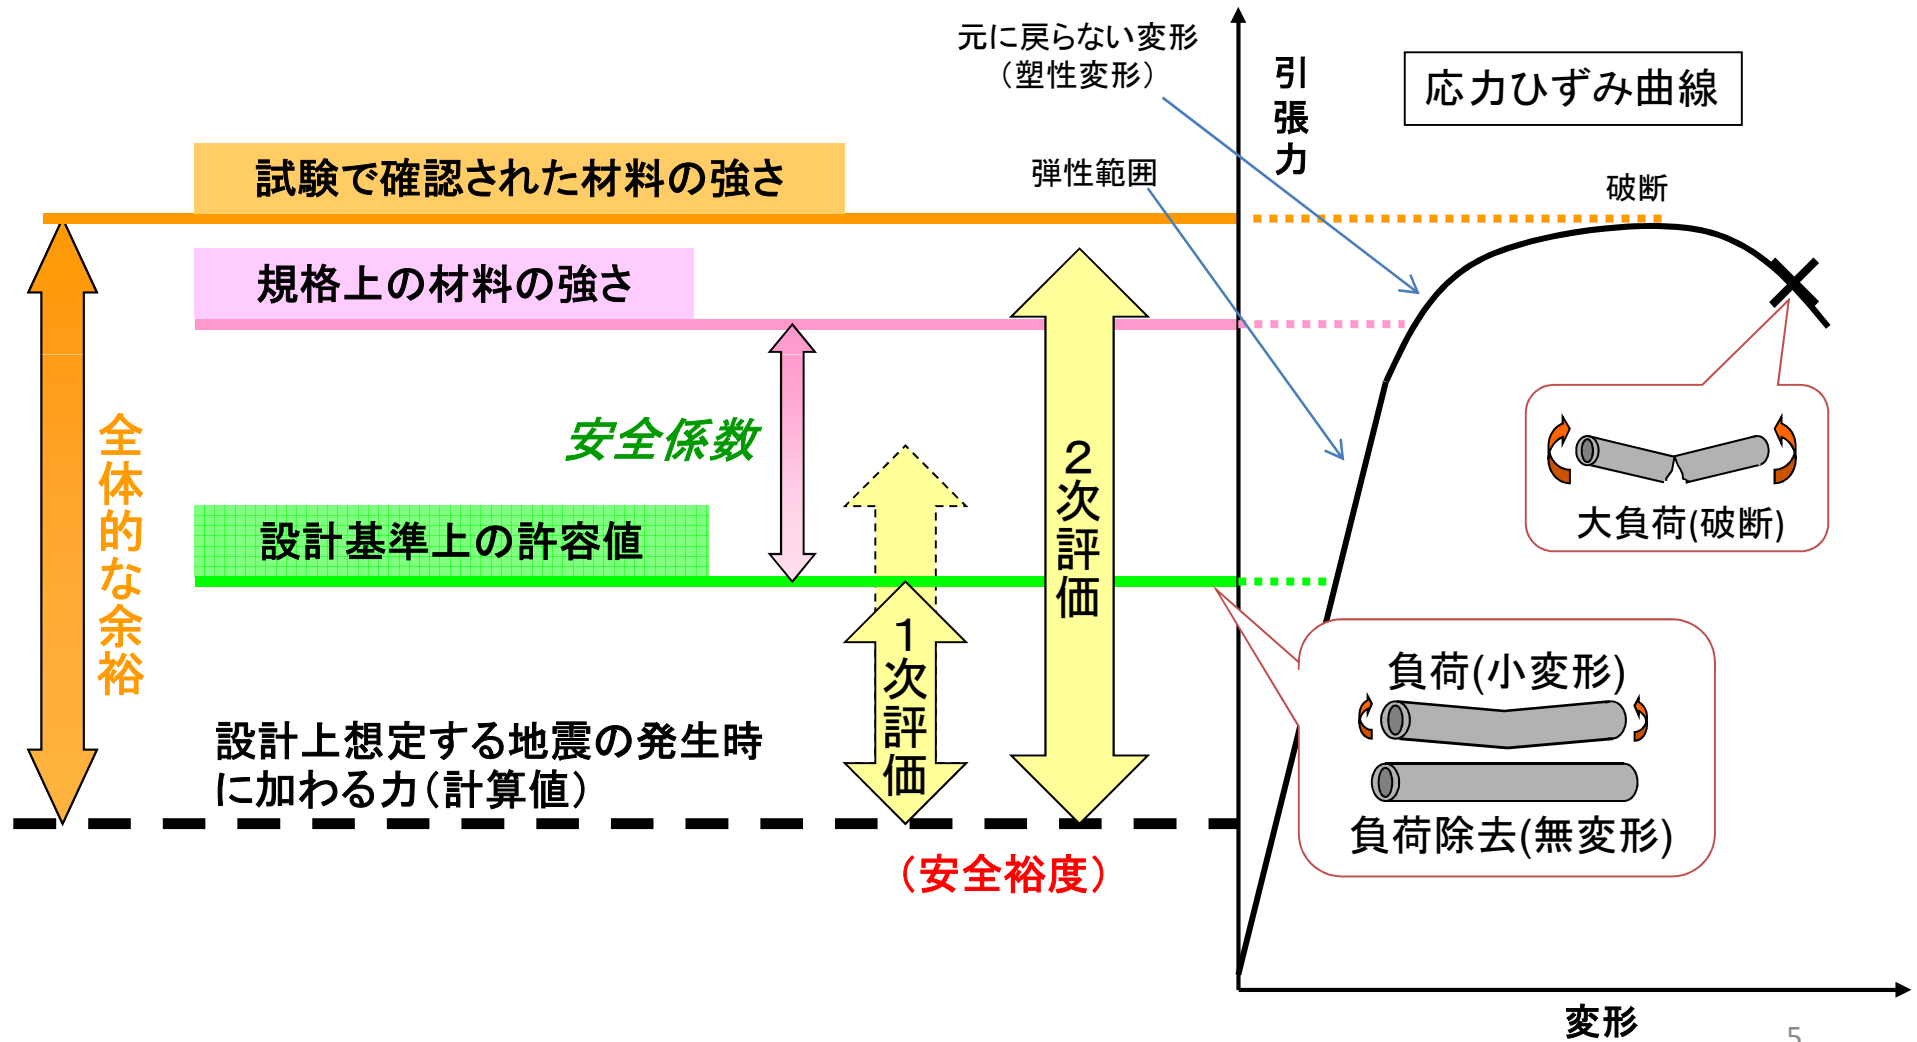 元に戻らない変形
（塑性変形）
引張力
応力ひずみ曲線
試験で確認された材料の強さ
弾性範囲
破断
規格上の材料の強さ
全体的な余裕
安全係数
2次評価
大負荷(破断)
設計基準上の許容値
1次評価
負荷(小変形)
設計上想定する地震の発生時
に加わる力（計算値）
負荷除去(無変形)
（安全裕度）
変形
5